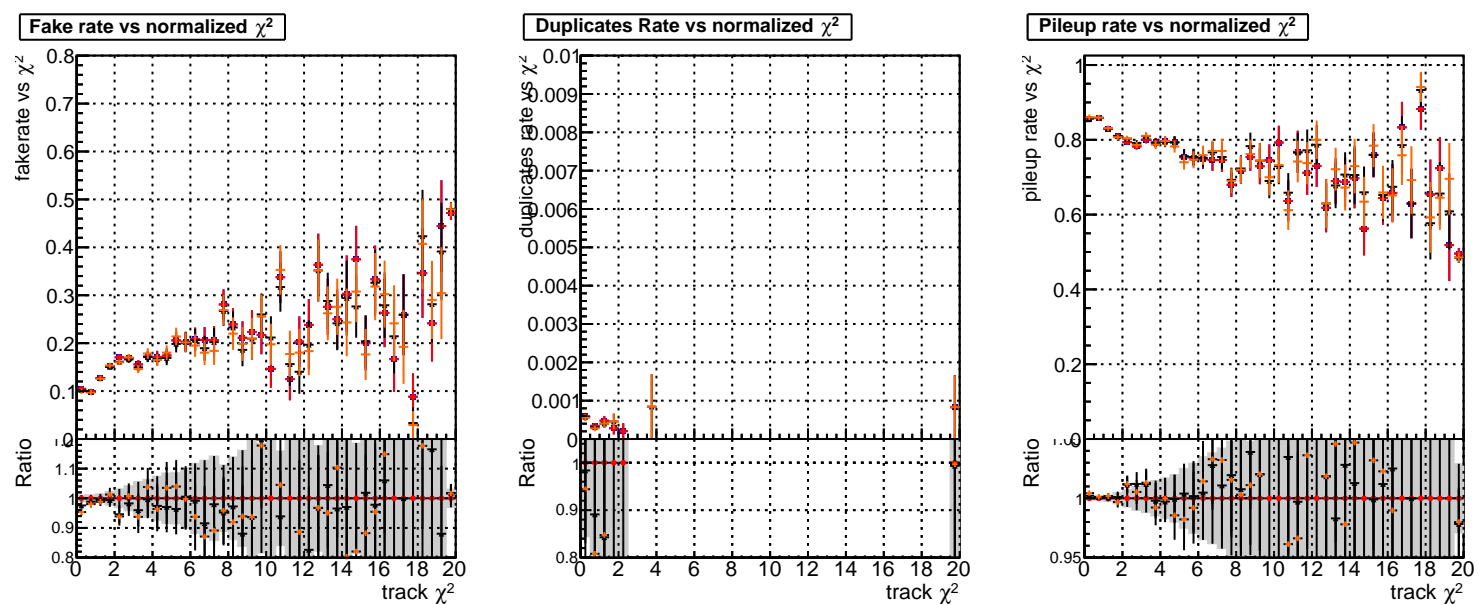 Fake rate vs normalized χ²
fakerate vs χ²
0.8
0.7
0.6
0.5
0.4
0.3
0.2
0.1
0
Ratio
1.1
1
0.9
0.8
0 2 4 6 8 10 12 14 16 18 20
track χ²
Duplicates Rate vs normalized χ²
duplicates rate vs χ²
0.01
0.009
0.008
0.007
0.006
0.005
0.004
0.003
0.002
0.001
0
Ratio
1
0.9
0.8
0 2 4 6 8 10 12 14 16 18 20
track χ²
Pileup rate vs normalized χ²
pileup rate vs χ²
1
0.8
0.6
0.4
0.2
0
Ratio
1
0.95
0 2 4 6 8 10 12 14 16 18 20
track χ²